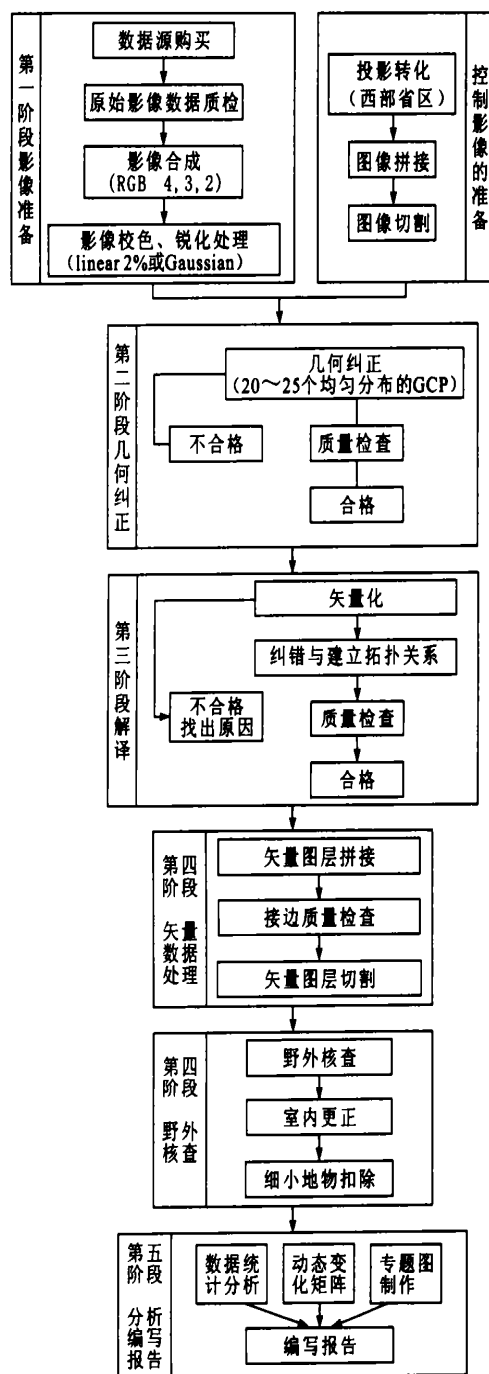 第一阶段影像准备
数据源购买
原始影像数据质检
影像合成
(RGB 4,3,2)
影像校色、锐化处理
(linear 2%或Gaussian)
投影转化
(西部省区)
图像拼接
图像切割
控制影像的准备
第二阶段几何纠正
几何纠正
(20～25个均匀分布的GCP)
不合格
质量检查
合格
第三阶段解译
矢量化
纠错与建立拓扑关系
不合格
找出原因
质量检查
合格
第四
阶段
矢量
数据
处理
矢量图层拼接
接边质量检查
矢量图层切割
第四
阶段
野外
核查
野外核查
室内更正
细小地物扣除
第五
阶段
分析
编写
报告
数据统
计分析
动态变
化矩阵
专题图
制作
编写报告